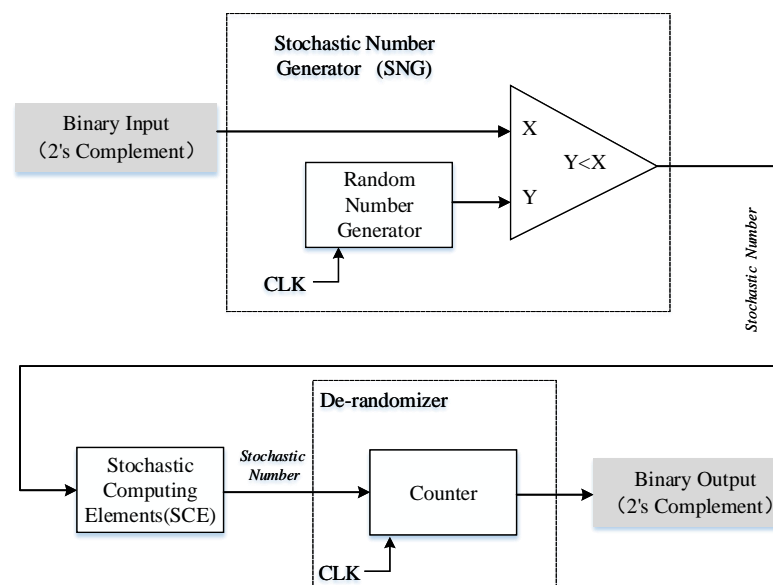 Stochastic Number
Generator (SNG)
Binary Input
（2's Complement）
X
Y<X
Random
Number
Generator
Y
CLK
Stochastic Number
De-randomizer
Stochastic
Computing
Elements(SCE)
Stochastic
Number
Counter
Binary Output
（2's Complement）
CLK